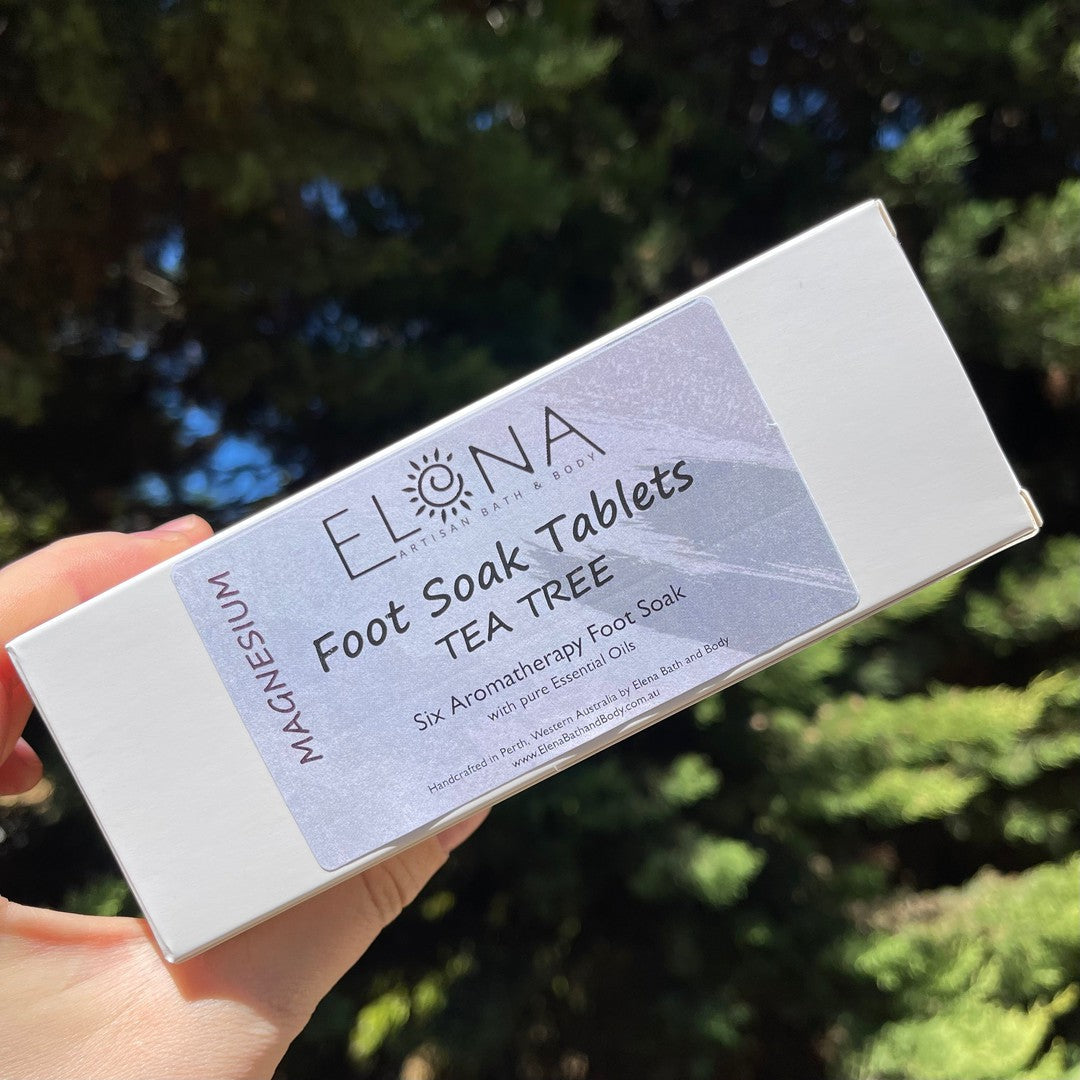 ELENA
ARTISAN BATH & BODY
Foot Soak Tablets
TEA TREE
Six Aromatherapy Foot Soak
with pure Essential Oils
Handcrafted in Perth, Western Australia by Elena Bath and Body
www.ElenaBathandBody.com.au
MAGNESIUM